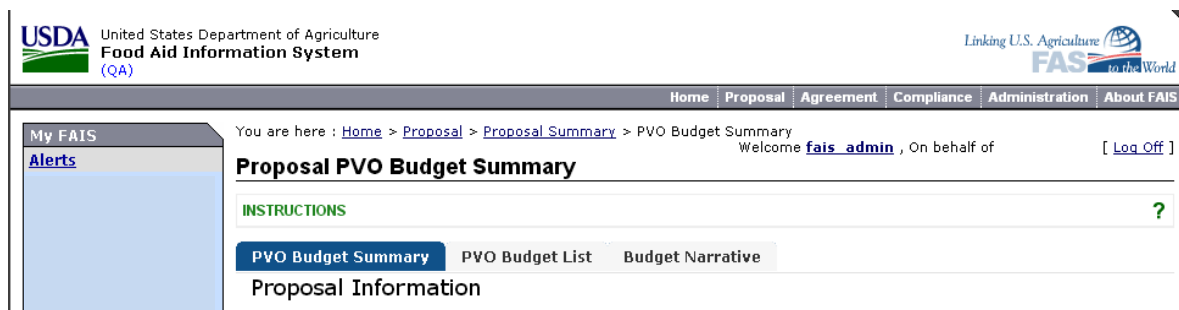 USDA
United States Department of Agriculture
Food Aid Information System
(QA)
Linking U.S. Agriculture
FAS
to the World
Home Proposal Agreement Compliance Administration About FAIS
My FAIS
Alerts
You are here : Home > Proposal > Proposal Summary > PVO Budget Summary
Welcome fais_admin , On behalf of [ Log Off ]
Proposal PVO Budget Summary
INSTRUCTIONS ?
PVO Budget Summary PVO Budget List Budget Narrative
Proposal Information